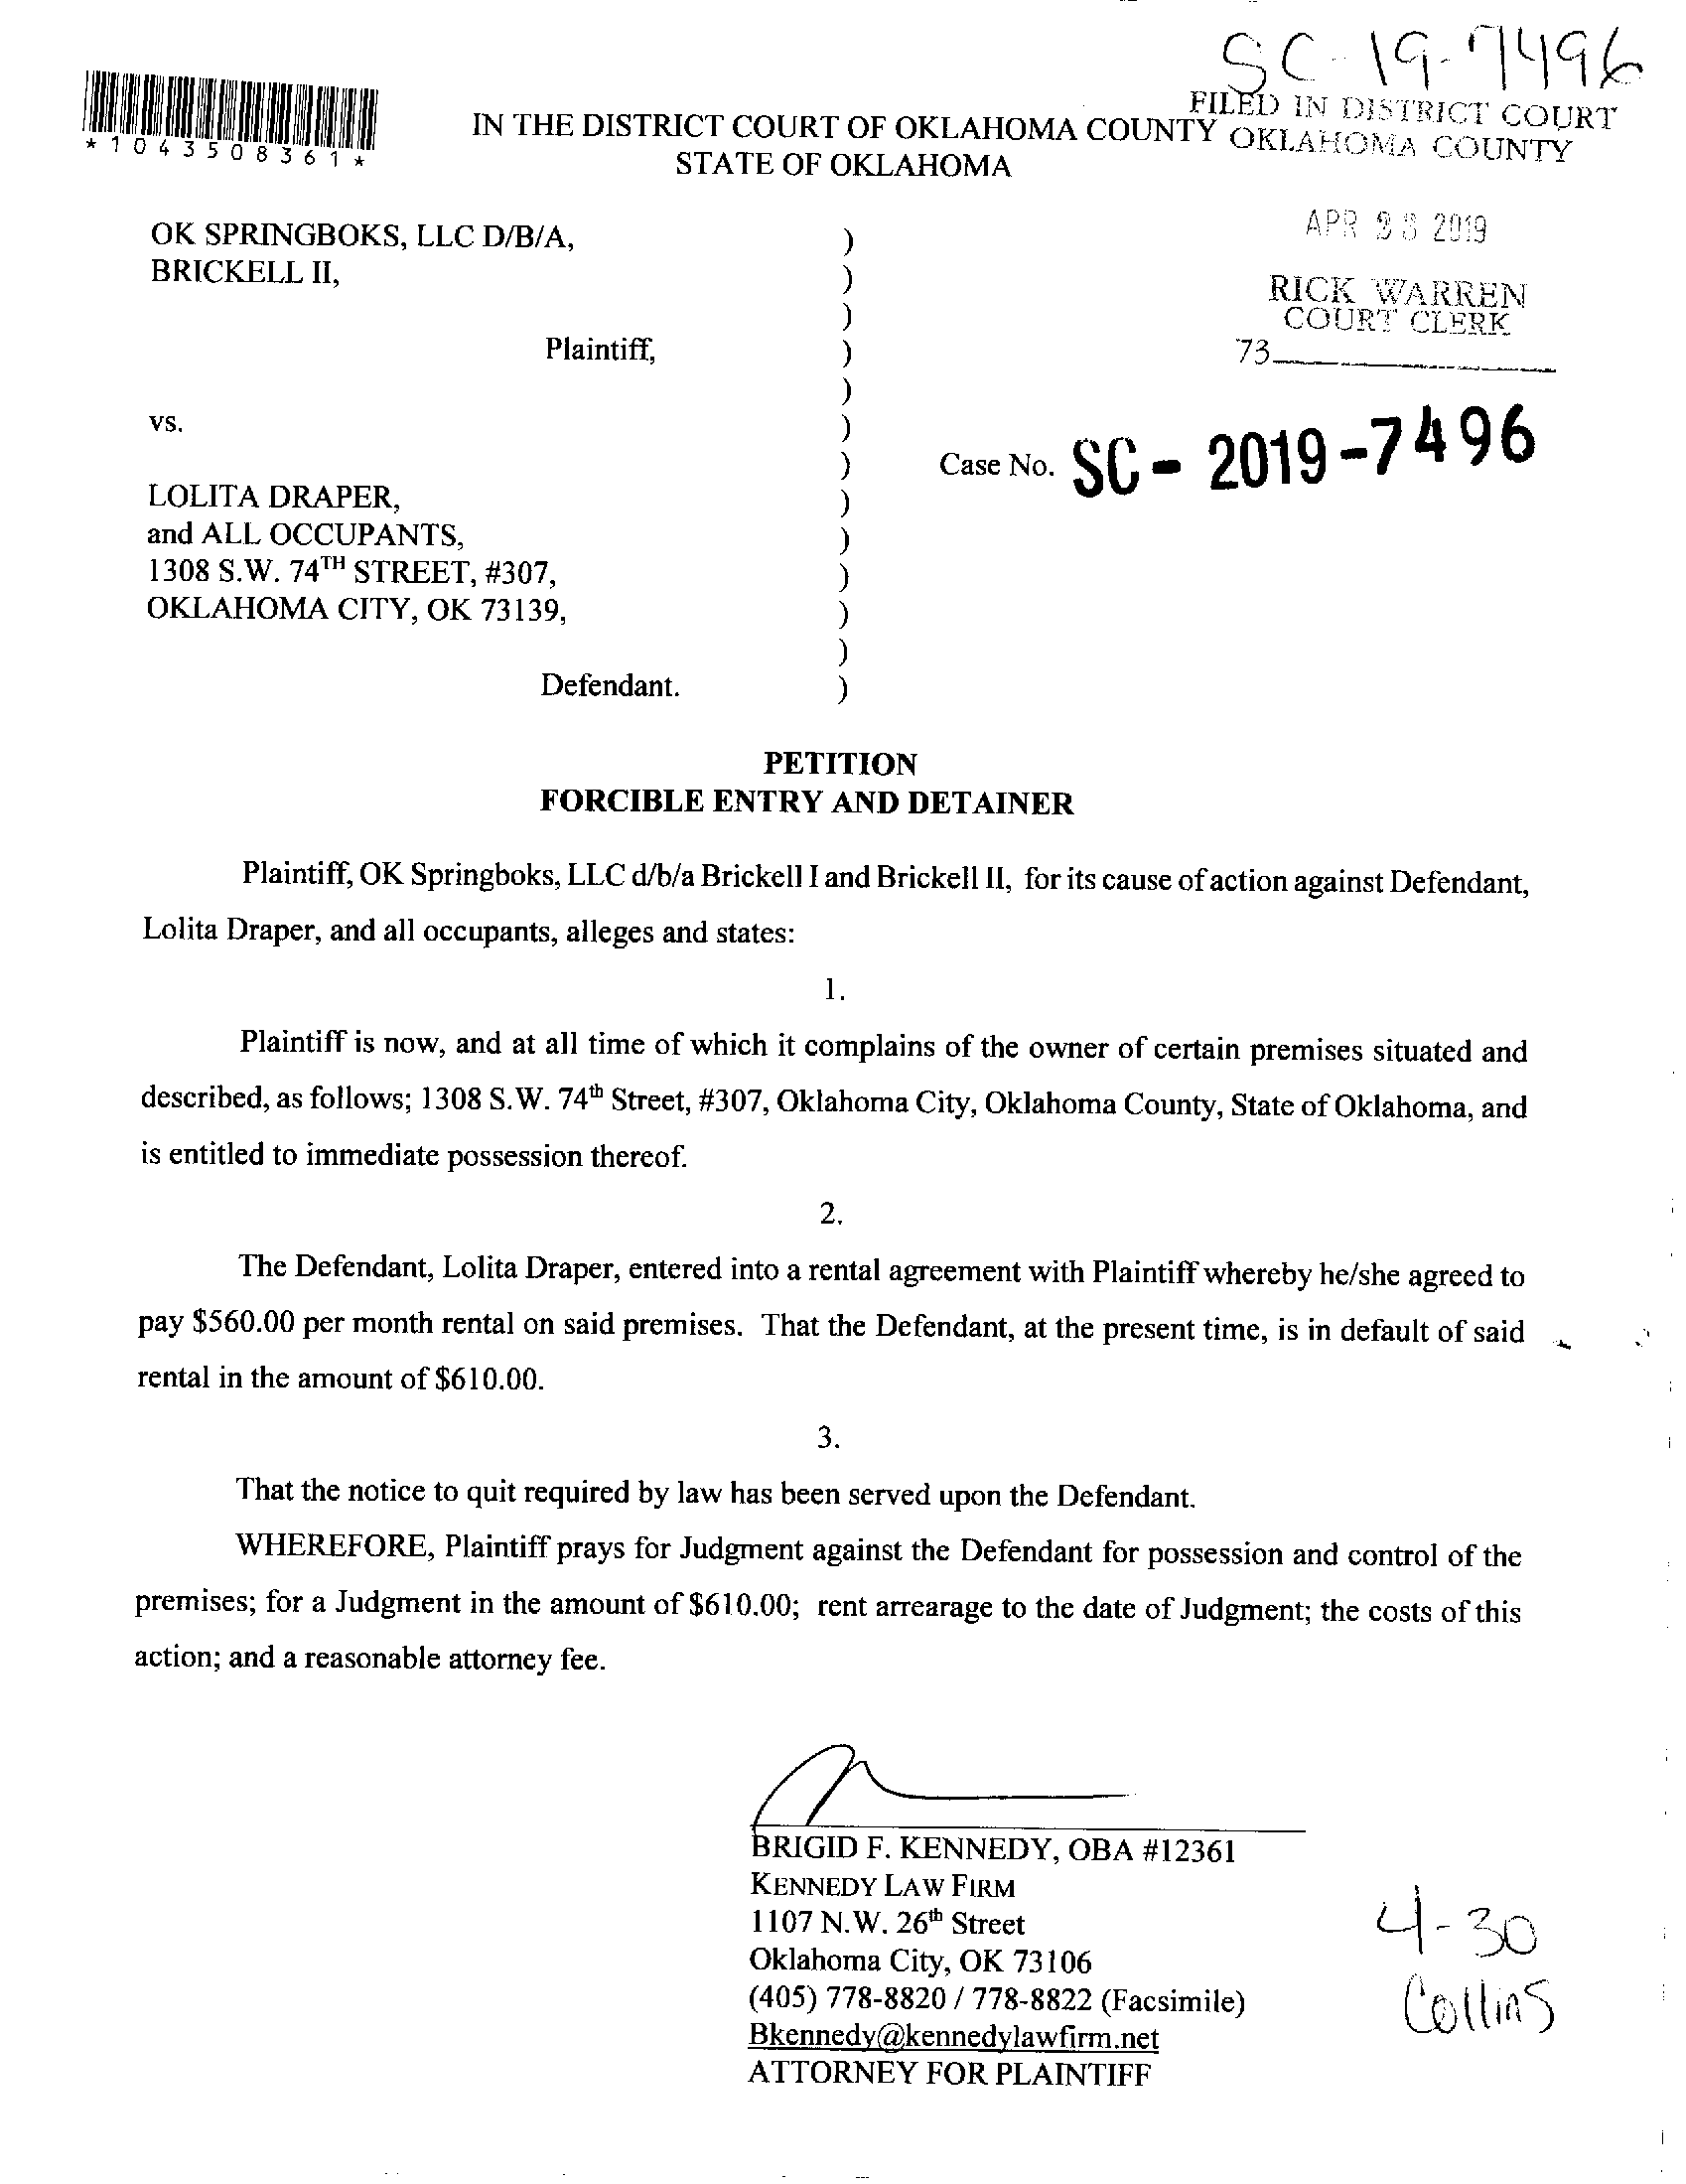 SC-19-7496
*1043508361*
IN THE DISTRICT COURT OF OKLAHOMA COUNTY
STATE OF OKLAHOMA
FILED IN DISTRICT COURT
OKLAHOMA COUNTY
APR 2019
RICK WARREN
COURT CLERK
73
OK SPRINGBOKS, LLC D/B/A, )
BRICKELL II, )
)
Plaintiff, )
)
vs. )
) Case No. SC-2019-7496
LOLITA DRAPER, )
and ALL OCCUPANTS, )
1308 S.W. 74TH STREET, #307, )
OKLAHOMA CITY, OK 73139, )
)
Defendant. )
PETITION
FORCIBLE ENTRY AND DETAINER
Plaintiff, OK Springboks, LLC d/b/a Brickell I and Brickell II, for its cause of action against Defendant,
Lolita Draper, and all occupants, alleges and states:
1.
Plaintiff is now, and at all time of which it complains of the owner of certain premises situated and
described, as follows; 1308 S.W. 74th Street, #307, Oklahoma City, Oklahoma County, State of Oklahoma, and
is entitled to immediate possession thereof.
2.
The Defendant, Lolita Draper, entered into a rental agreement with Plaintiff whereby he/she agreed to
pay $560.00 per month rental on said premises. That the Defendant, at the present time, is in default of said
rental in the amount of $610.00.
3.
That the notice to quit required by law has been served upon the Defendant.
WHEREFORE, Plaintiff prays for Judgment against the Defendant for possession and control of the
premises; for a Judgment in the amount of $610.00; rent arrearage to the date of Judgment; the costs of this
action; and a reasonable attorney fee.
BRIGID F. KENNEDY, OBA #12361
KENNEDY LAW FIRM
1107 N.W. 26th Street
Oklahoma City, OK 73106
(405) 778-8820 / 778-8822 (Facsimile)
Bkennedy@kennedylawfirm.net
ATTORNEY FOR PLAINTIFF
4-30
Collins